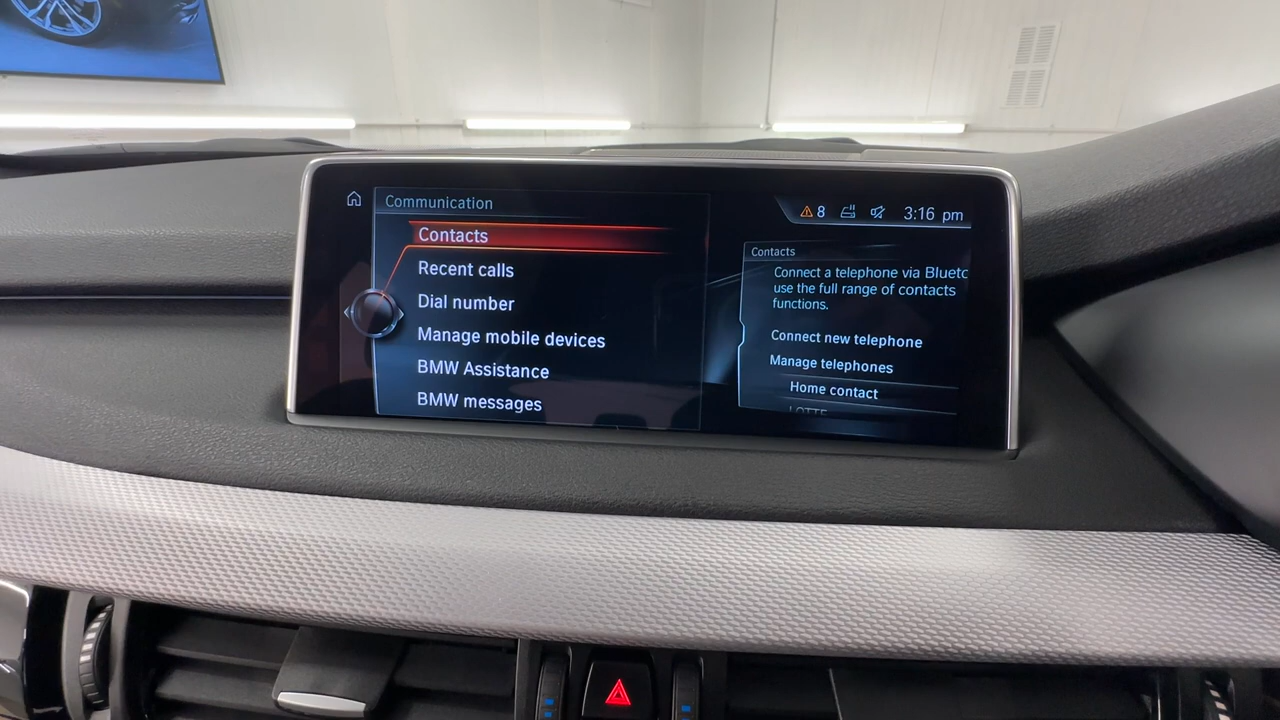 Communication
8
3:16 pm
Contacts
Recent calls
Dial number
Manage mobile devices
BMW Assistance
BMW messages
Contacts
Connect a telephone via Bluetc
use the full range of contacts
functions.
Connect new telephone
Manage telephones
Home contact